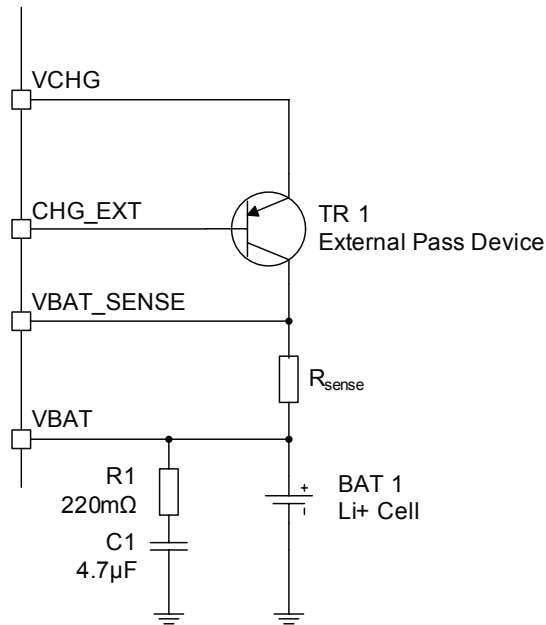 VCHG
CHG_EXT
TR 1
External Pass Device
VBAT_SENSE
Rsense
VBAT
R1
220mΩ
BAT 1
Li+ Cell
C1
4.7µF
+
-